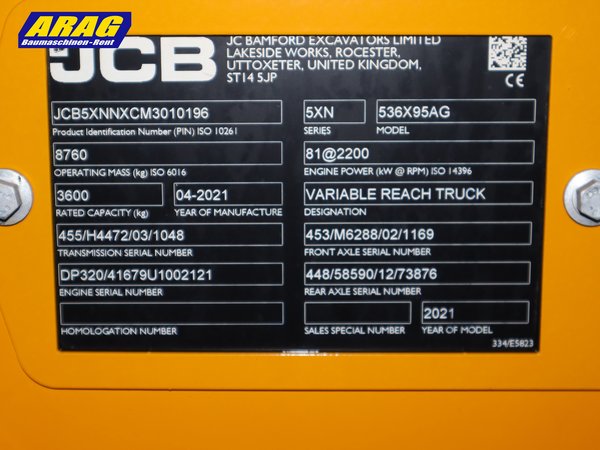 ARAG
Baumaschinen-Rent
JCB
JC BAMFORD EXCAVATORS LIMITED
LAKESIDE WORKS, ROCESTER,
UTTOXETER, UNITED KINGDOM,
ST14 5JP
CE
JCB5XNNXCM3010196
Product Identification Number (PIN) ISO 10261
5XN
SERIES
536X95AG
MODEL
8760
OPERATING MASS (kg) ISO 6016
81@2200
ENGINE POWER (kW @ RPM) ISO 14396
3600
RATED CAPACITY (kg)
04-2021
YEAR OF MANUFACTURE
VARIABLE REACH TRUCK
DESIGNATION
455/H4472/03/1048
TRANSMISSION SERIAL NUMBER
453/M6288/02/1169
FRONT AXLE SERIAL NUMBER
DP320/41679U1002121
ENGINE SERIAL NUMBER
448/58590/12/73876
REAR AXLE SERIAL NUMBER
HOMOLOGATION NUMBER
SALES SPECIAL NUMBER
2021
YEAR OF MODEL
334/E5823